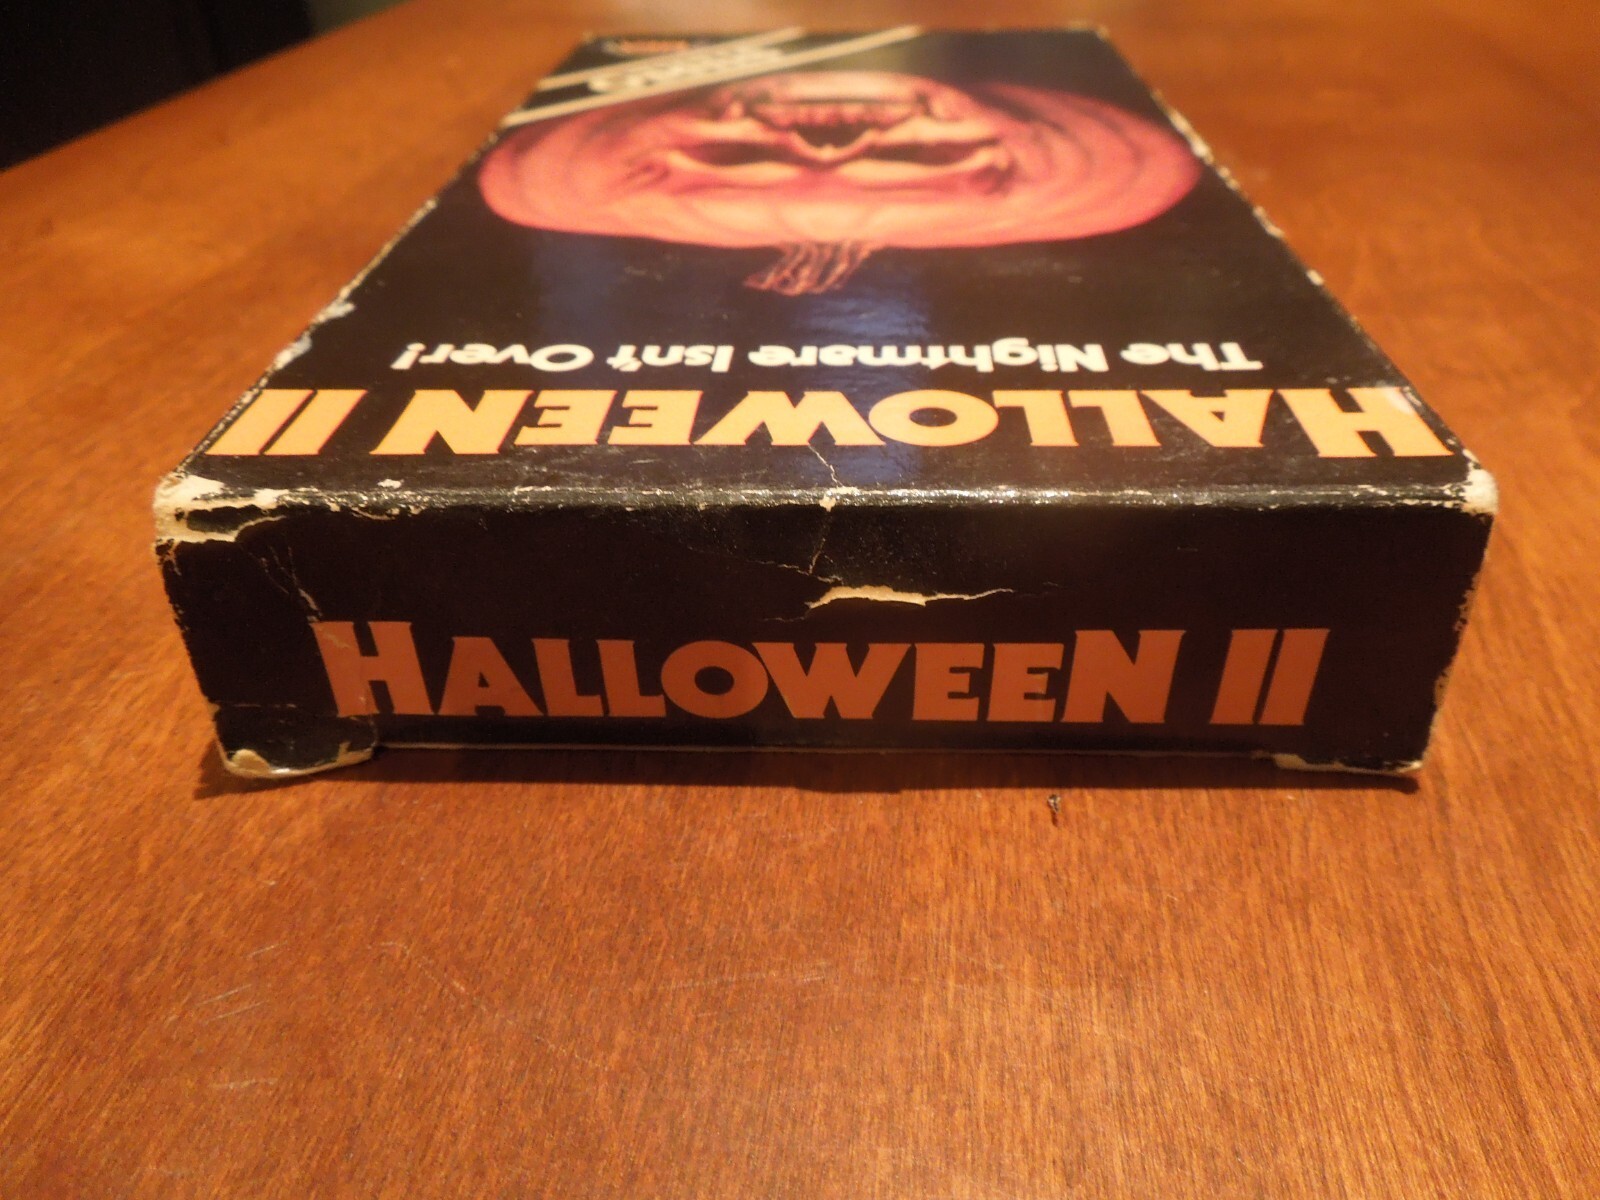 The Nightmare Isn't Over!
HALLOWEEN II
HALLOWEEN II